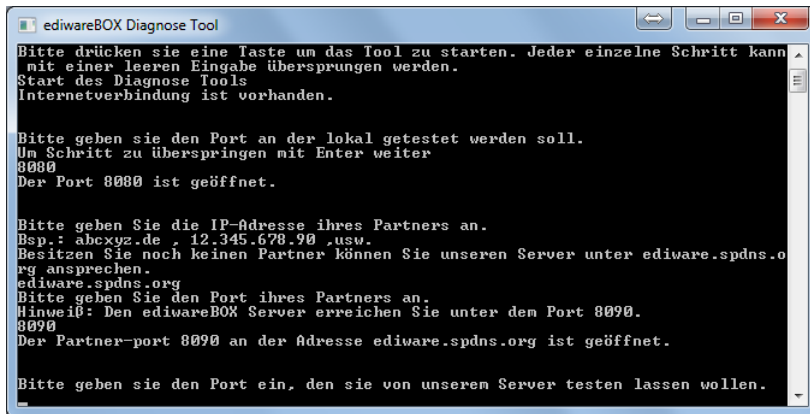 ediwareBOX Diagnose Tool
Bitte drücken sie eine Taste um das Tool zu starten. Jeder einzelne Schritt kann
mit einer leeren Eingabe übersprungen werden.
Start des Diagnose Tools
Internetverbindung ist vorhanden.
Bitte geben sie den Port an der lokal getestet werden soll.
Um Schritt zu überspringen mit Enter weiter
8080
Der Port 8080 ist geöffnet.
Bitte geben Sie die IP-Adresse ihres Partners an.
Bsp.: abcxyz.de , 12.345.678.90 ,usw.
Besitzen Sie noch keinen Partner können Sie unseren Server unter ediware.spdns.o
rg ansprechen.
ediware.spdns.org
Bitte geben Sie den Port ihres Partners an.
Hinweiß: Den ediwareBOX Server erreichen Sie unter dem Port 8090.
8090
Der Partner-port 8090 an der Adresse ediware.spdns.org ist geöffnet.
Bitte geben sie den Port ein, den sie von unserem Server testen lassen wollen.